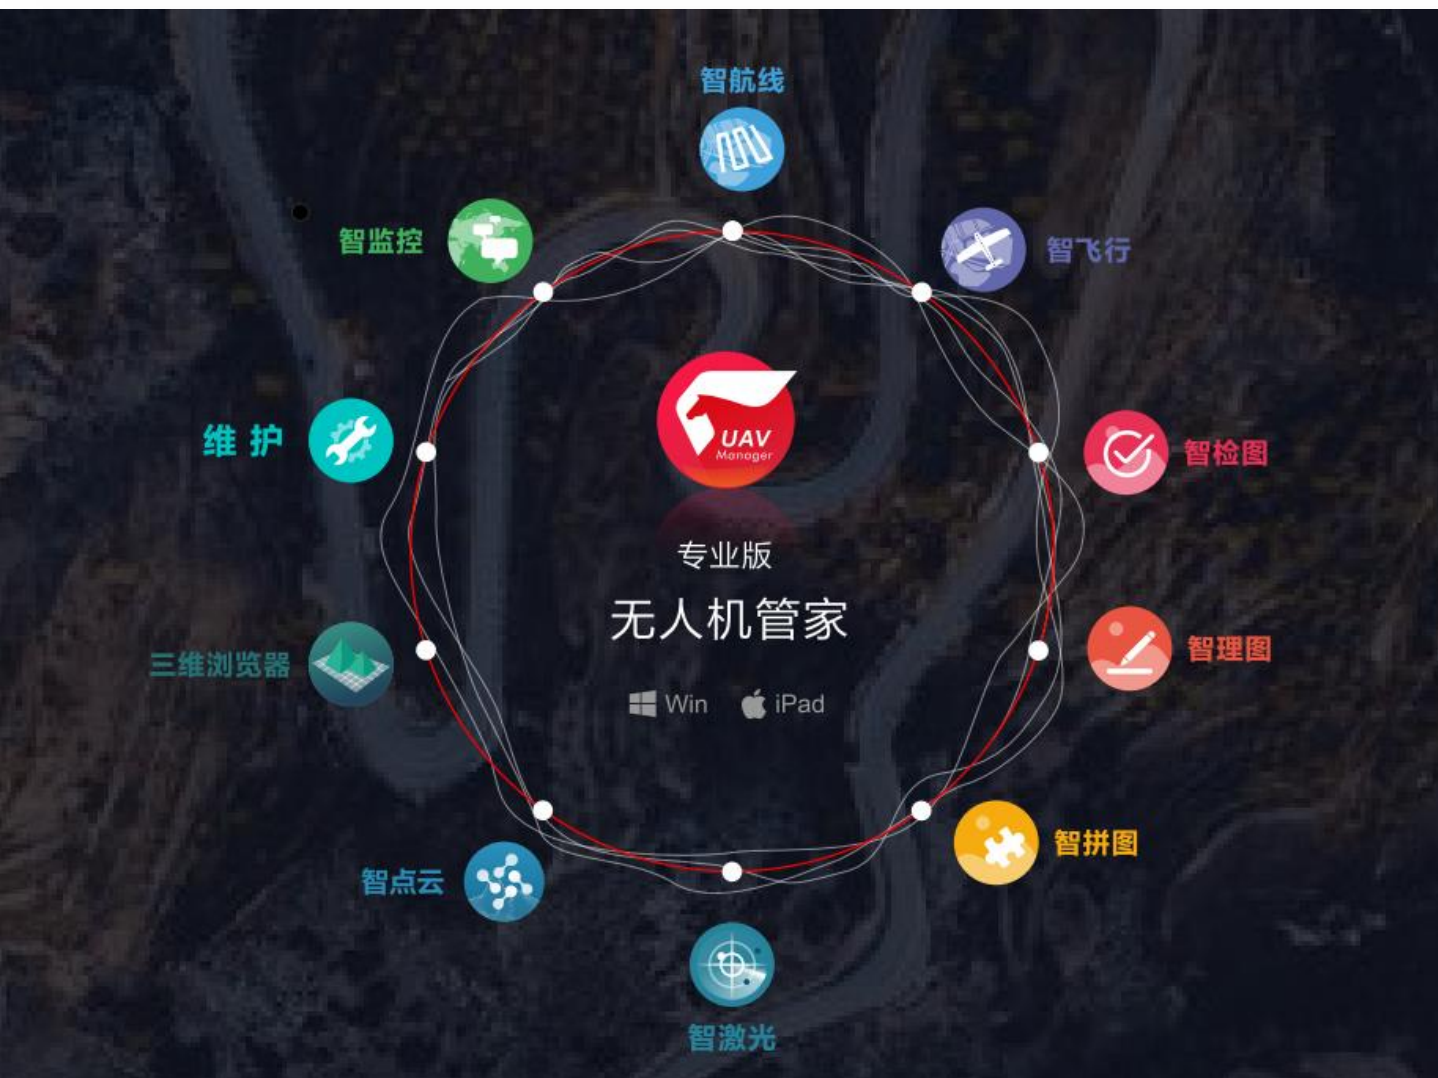 智航线
智监控
智飞行
UAV
Manager
维 护
智检图
专业版
无人机管家
三维浏览器
智理图
Win
iPad
智拼图
智点云
智激光